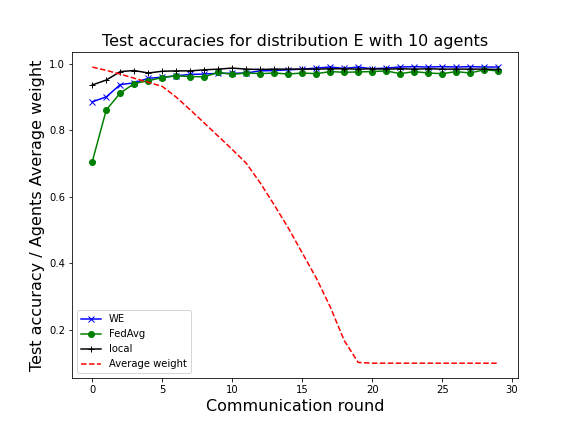 Test accuracies for distribution E with 10 agents
Test accuracy / Agents Average weight
1.0
0.8
0.6
0.4
0.2
WE
FedAvg
local
Average weight
0 5 10 15 20 25 30
Communication round